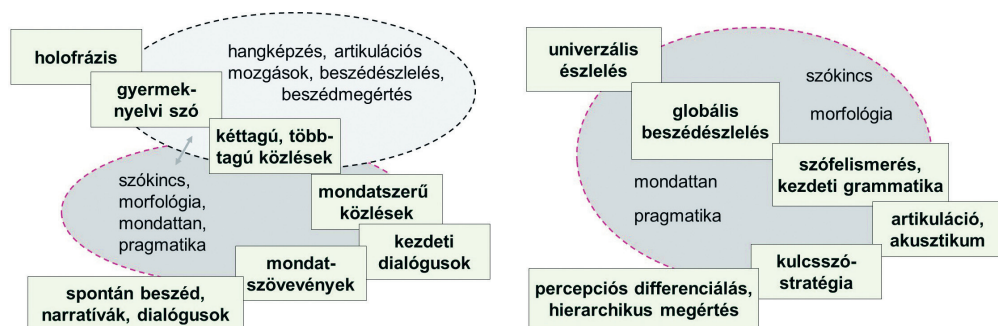 holofrázis
hangképzés, artikulációs
mozgások, beszédészlelés,
beszédmegértés
gyermek-
nyelvi szó
kéttagú, több-
tagú közlések
szókincs,
morfológia,
mondattan,
pragmatika
mondatszerű
közlések
kezdeti
dialógusok
mondat-
szövevények
spontán beszéd,
narratívák, dialógusok
univerzális
észlelés
szókincs
morfológia
globális
beszédészlelés
szófelismerés,
kezdeti grammatika
mondattan
pragmatika
artikuláció,
akusztikum
kulcsszó-
stratégia
percepciós differenciálás,
hierarchikus megértés